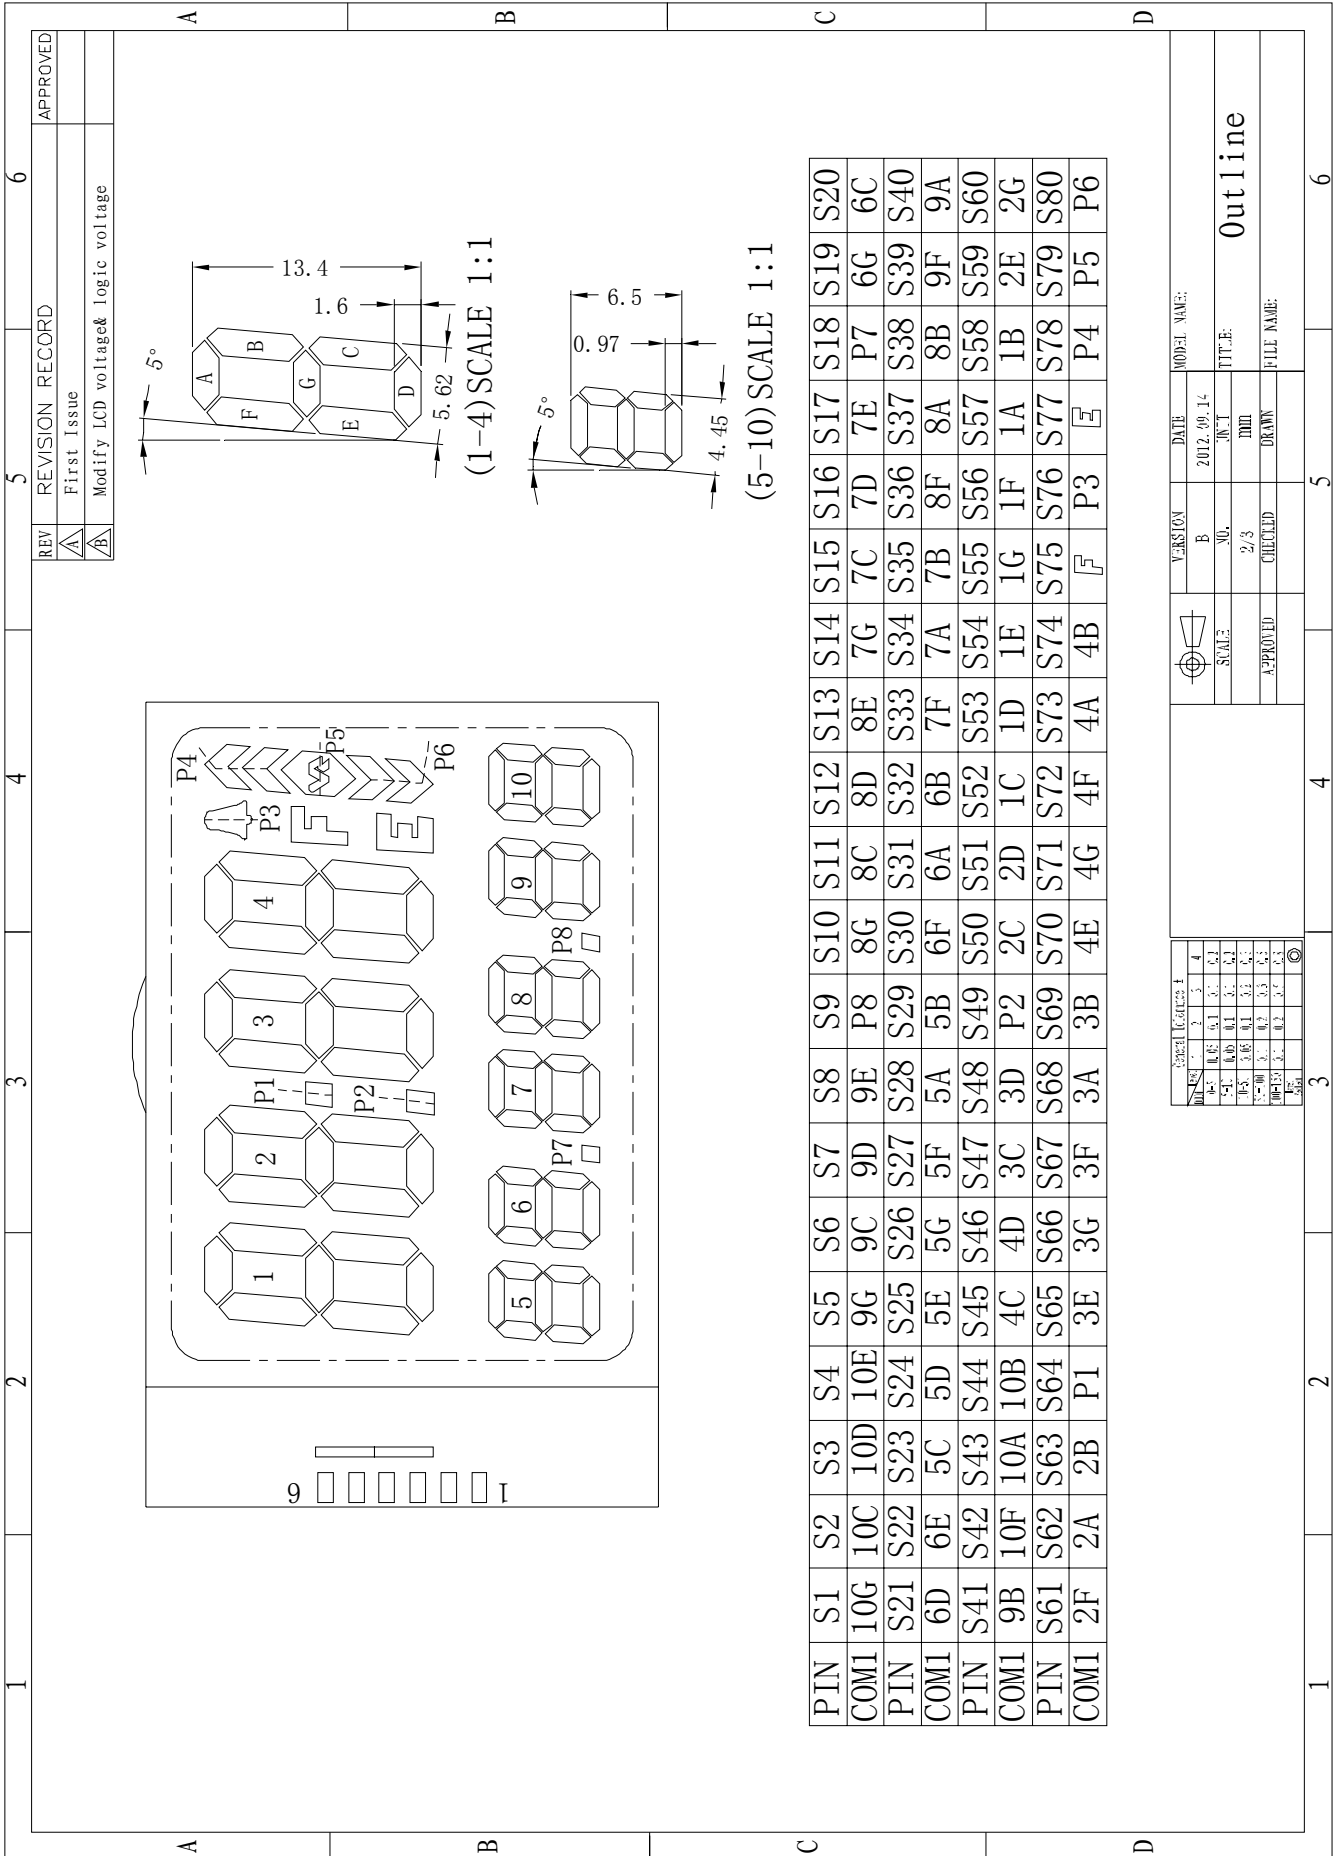 1 2 3 4 5 6
A
B
C
D
REV REVISION RECORD APPROVED
A First Issue
B Modify LCD voltage& logic voltage
6
1
1 2 3 4
P1
P2
P3
P4
P5
P6
F
E
5 6 7 8 9 10
P7
P8
5°
A
B
C
D
E
F
G
13.4
1.6
5.62
(1-4)SCALE 1:1
5°
6.5
0.97
4.45
(5-10)SCALE 1:1
PIN S1 S2 S3 S4 S5 S6 S7 S8 S9 S10 S11 S12 S13 S14 S15 S16 S17 S18 S19 S20
COM1 10G 10C 10D 10E 9G 9C 9D 9E P8 8G 8C 8D 8E 7G 7C 7D 7E P7 6G 6C
PIN S21 S22 S23 S24 S25 S26 S27 S28 S29 S30 S31 S32 S33 S34 S35 S36 S37 S38 S39 S40
COM1 6D 6E 5C 5D 5E 5G 5F 5A 5B 6F 6A 6B 7F 7A 7B 8F 8A 8B 9F 9A
PIN S41 S42 S43 S44 S45 S46 S47 S48 S49 S50 S51 S52 S53 S54 S55 S56 S57 S58 S59 S60
COM1 9B 10F 10A 10B 4C 4D 3C 3D P2 2C 2D 1C 1D 1E 1G 1F 1A 1B 2E 2G
PIN S61 S62 S63 S64 S65 S66 S67 S68 S69 S70 S71 S72 S73 S74 S75 S76 S77 S78 S79 S80
COM1 2F 2A 2B P1 3E 3G 3F 3A 3B 4E 4G 4F 4A 4B F P3 E P4 P5 P6
VERSION DATE MODEL NAME:
B 2012.09.14
SCALE NO. UNIT TITLE:
2/3 mm Outline
APPROVED CHECKED DRAWN FILE NAME:
A
B
C
D
1 2 3 4 5 6